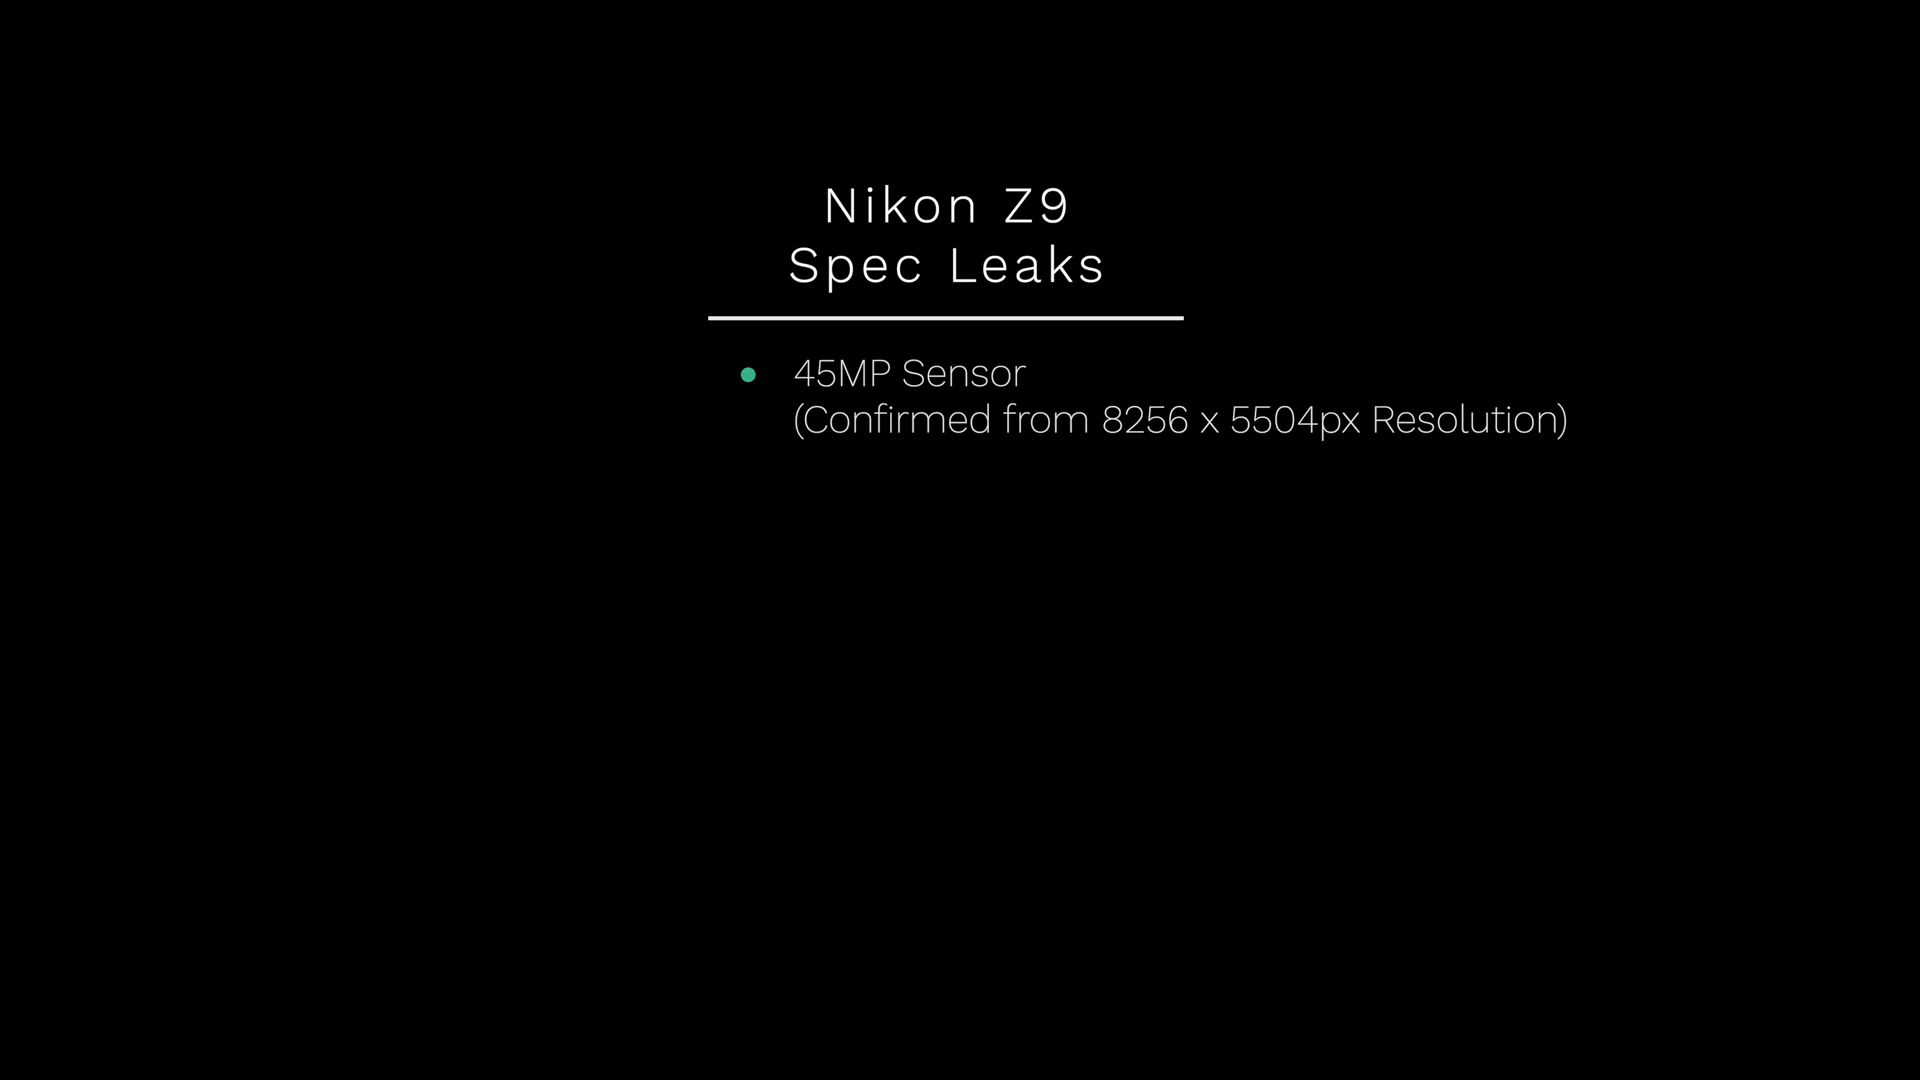 Nikon Z9
Spec Leaks
45MP Sensor
(Confirmed from 8256 x 5504px Resolution)